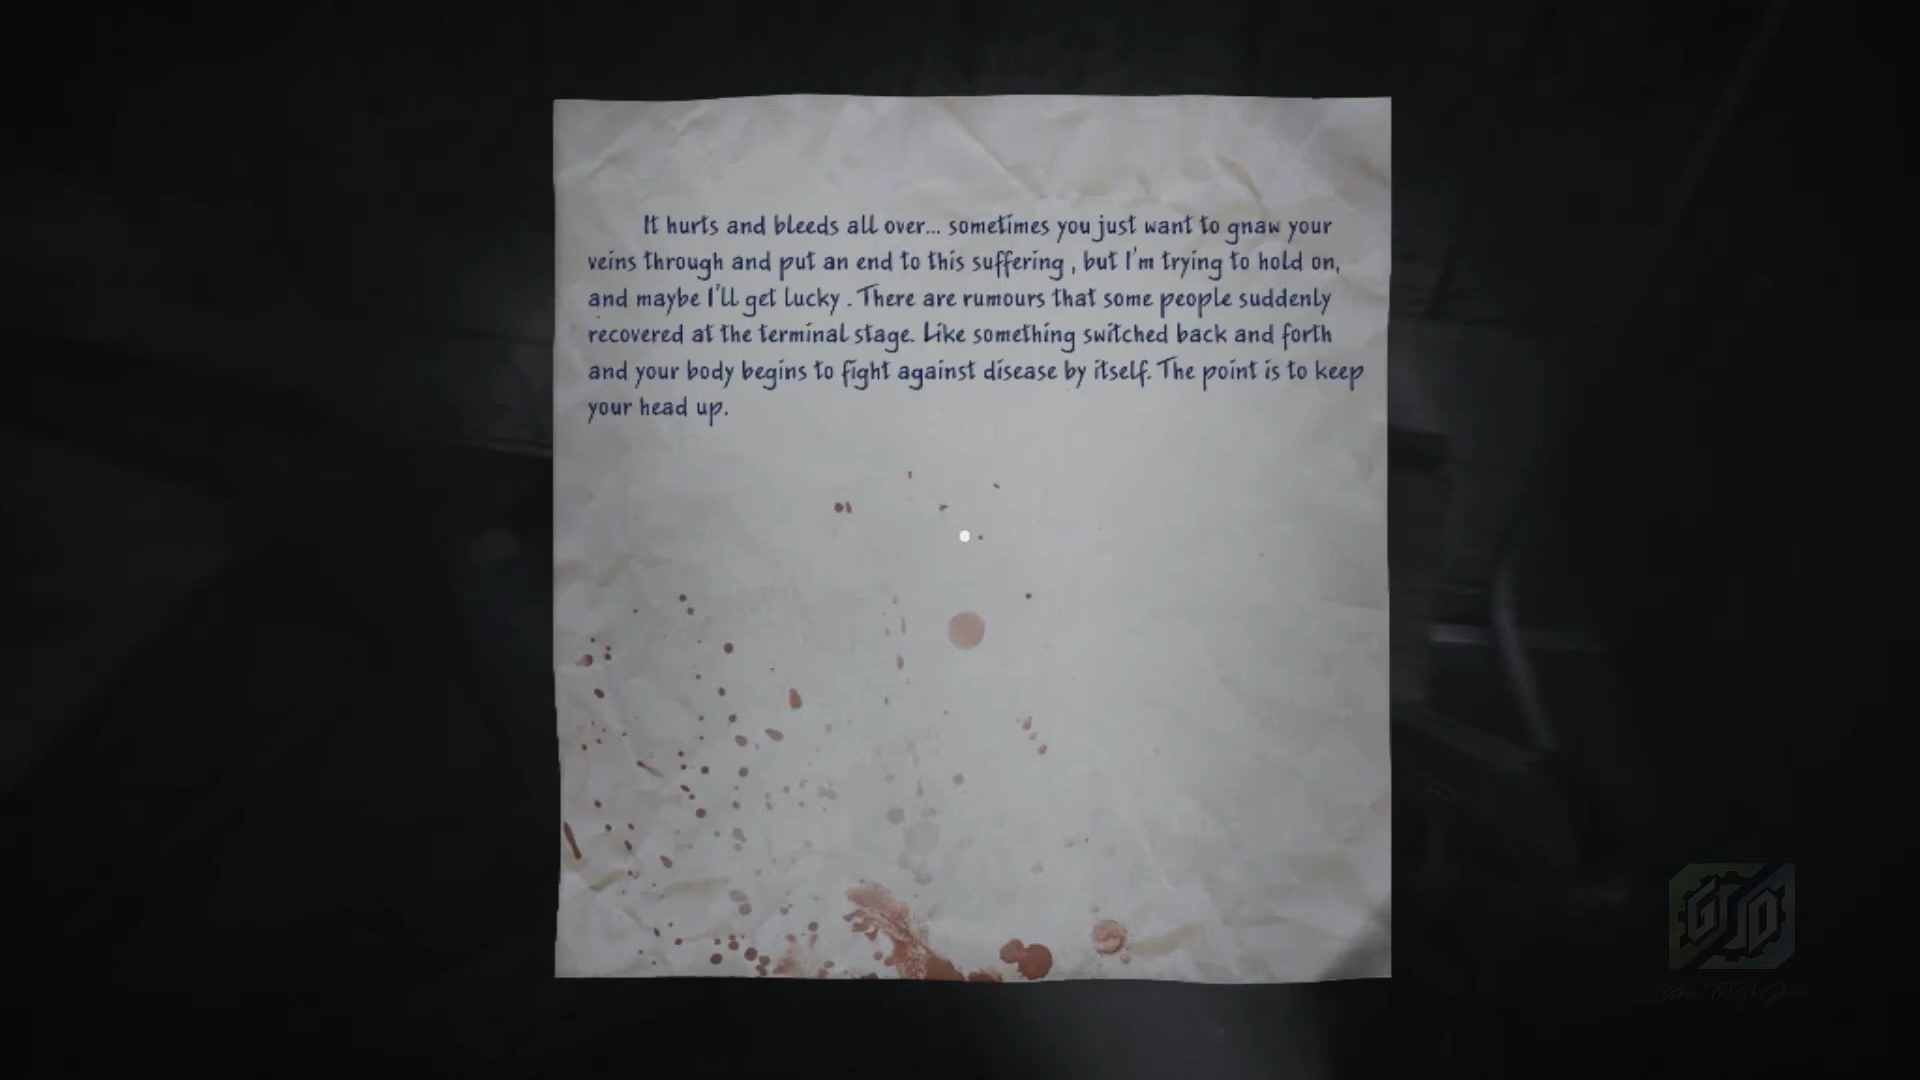 It hurts and bleeds all over... sometimes you just want to gnaw your
veins through and put an end to this suffering , but I'm trying to hold on,
and maybe I'll get lucky . There are rumours that some people suddenly
recovered at the terminal stage. Like something switched back and forth
and your body begins to fight against disease by itself. The point is to keep
your head up.